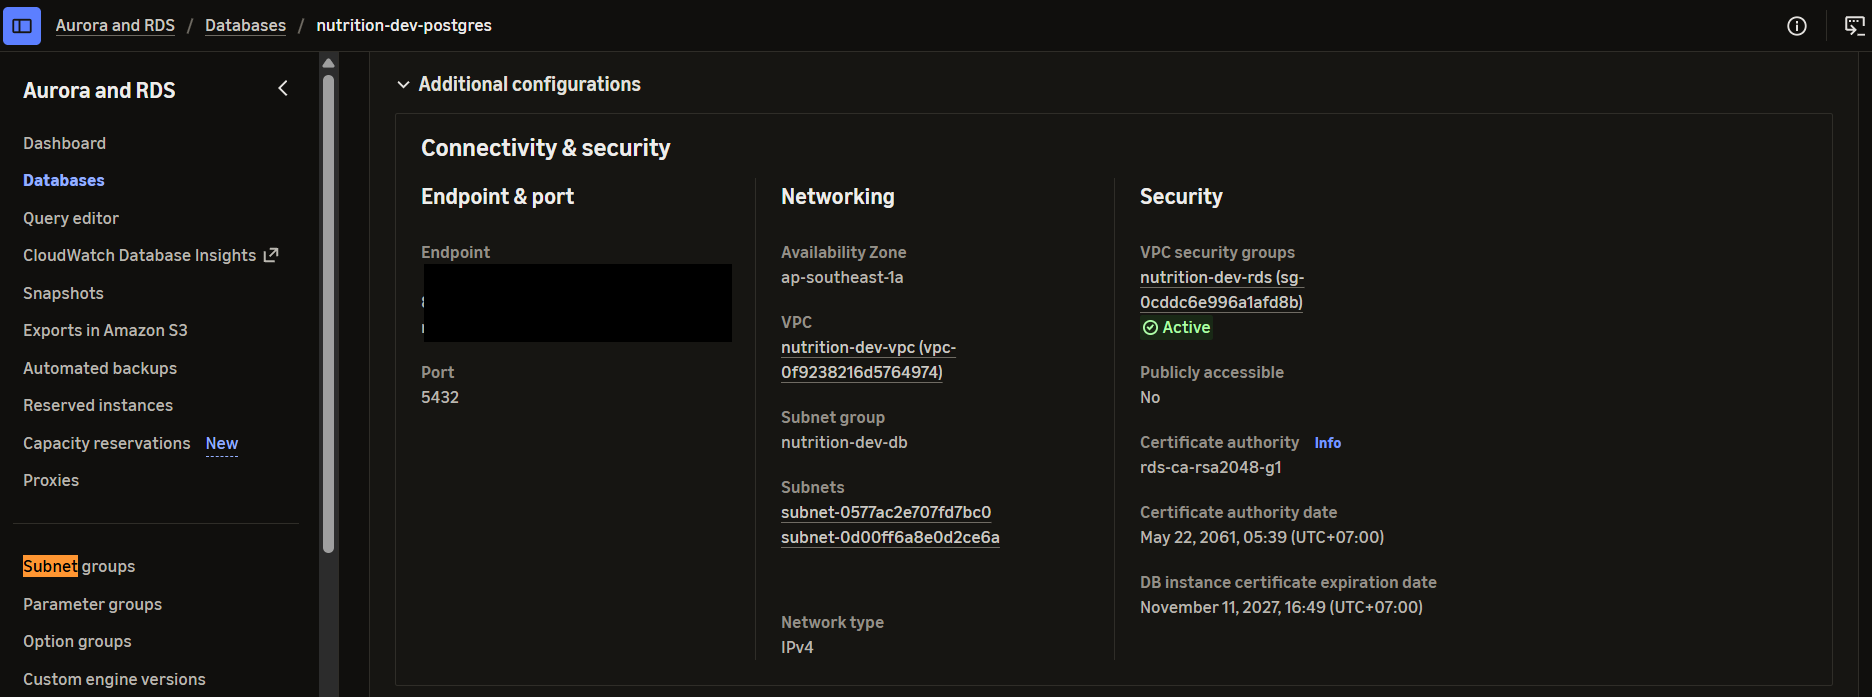 Aurora and RDS / Databases / nutrition-dev-postgres
Aurora and RDS
Dashboard
Databases
Query editor
CloudWatch Database Insights
Snapshots
Exports in Amazon S3
Automated backups
Reserved instances
Capacity reservations New
Proxies
Subnet groups
Parameter groups
Option groups
Custom engine versions
Additional configurations
Connectivity & security
Endpoint & port
Endpoint
Port
5432
Networking
Availability Zone
ap-southeast-1a
VPC
nutrition-dev-vpc (vpc-
0f9238216d5764974)
Subnet group
nutrition-dev-db
Subnets
subnet-0577ac2e707fd7bc0
subnet-0d00ff6a8e0d2ce6a
Network type
IPv4
Security
VPC security groups
nutrition-dev-rds (sg-
0cddc6e996a1afd8b)
Active
Publicly accessible
No
Certificate authority Info
rds-ca-rsa2048-g1
Certificate authority date
May 22, 2061, 05:39 (UTC+07:00)
DB instance certificate expiration date
November 11, 2027, 16:49 (UTC+07:00)